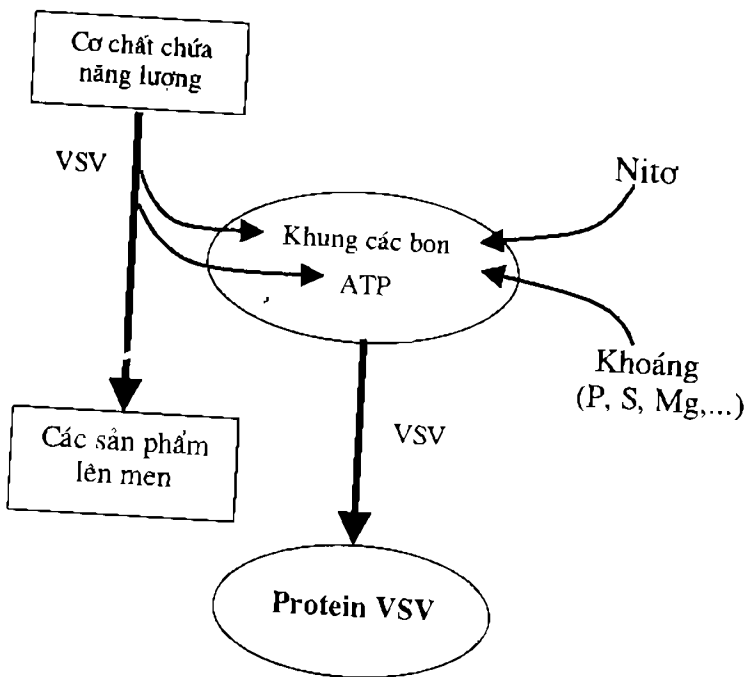 Cơ chất chứa
năng lượng
VSV
Nitơ
Khung các bon
ATP
Khoáng
(P, S, Mg,...)
Các sản phẩm
lên men
VSV
Protein VSV